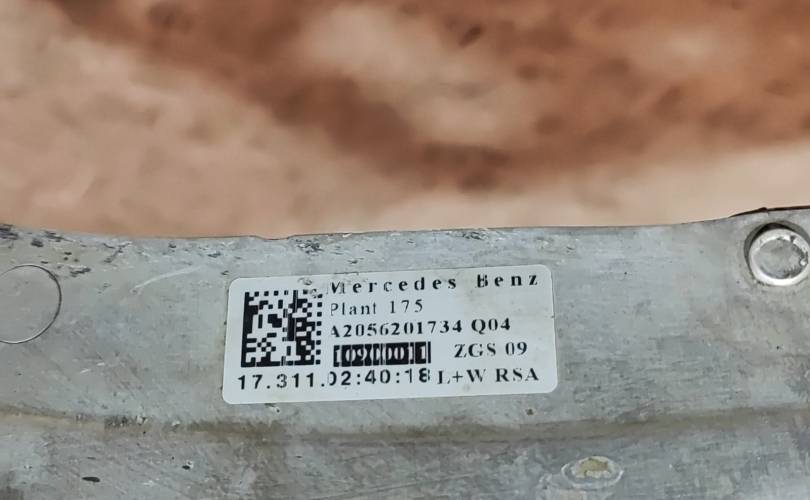 Mercedes Benz
Plant 175
A2056201734 Q04
ZGS 09
17.311.02:40:18 L+W RSA